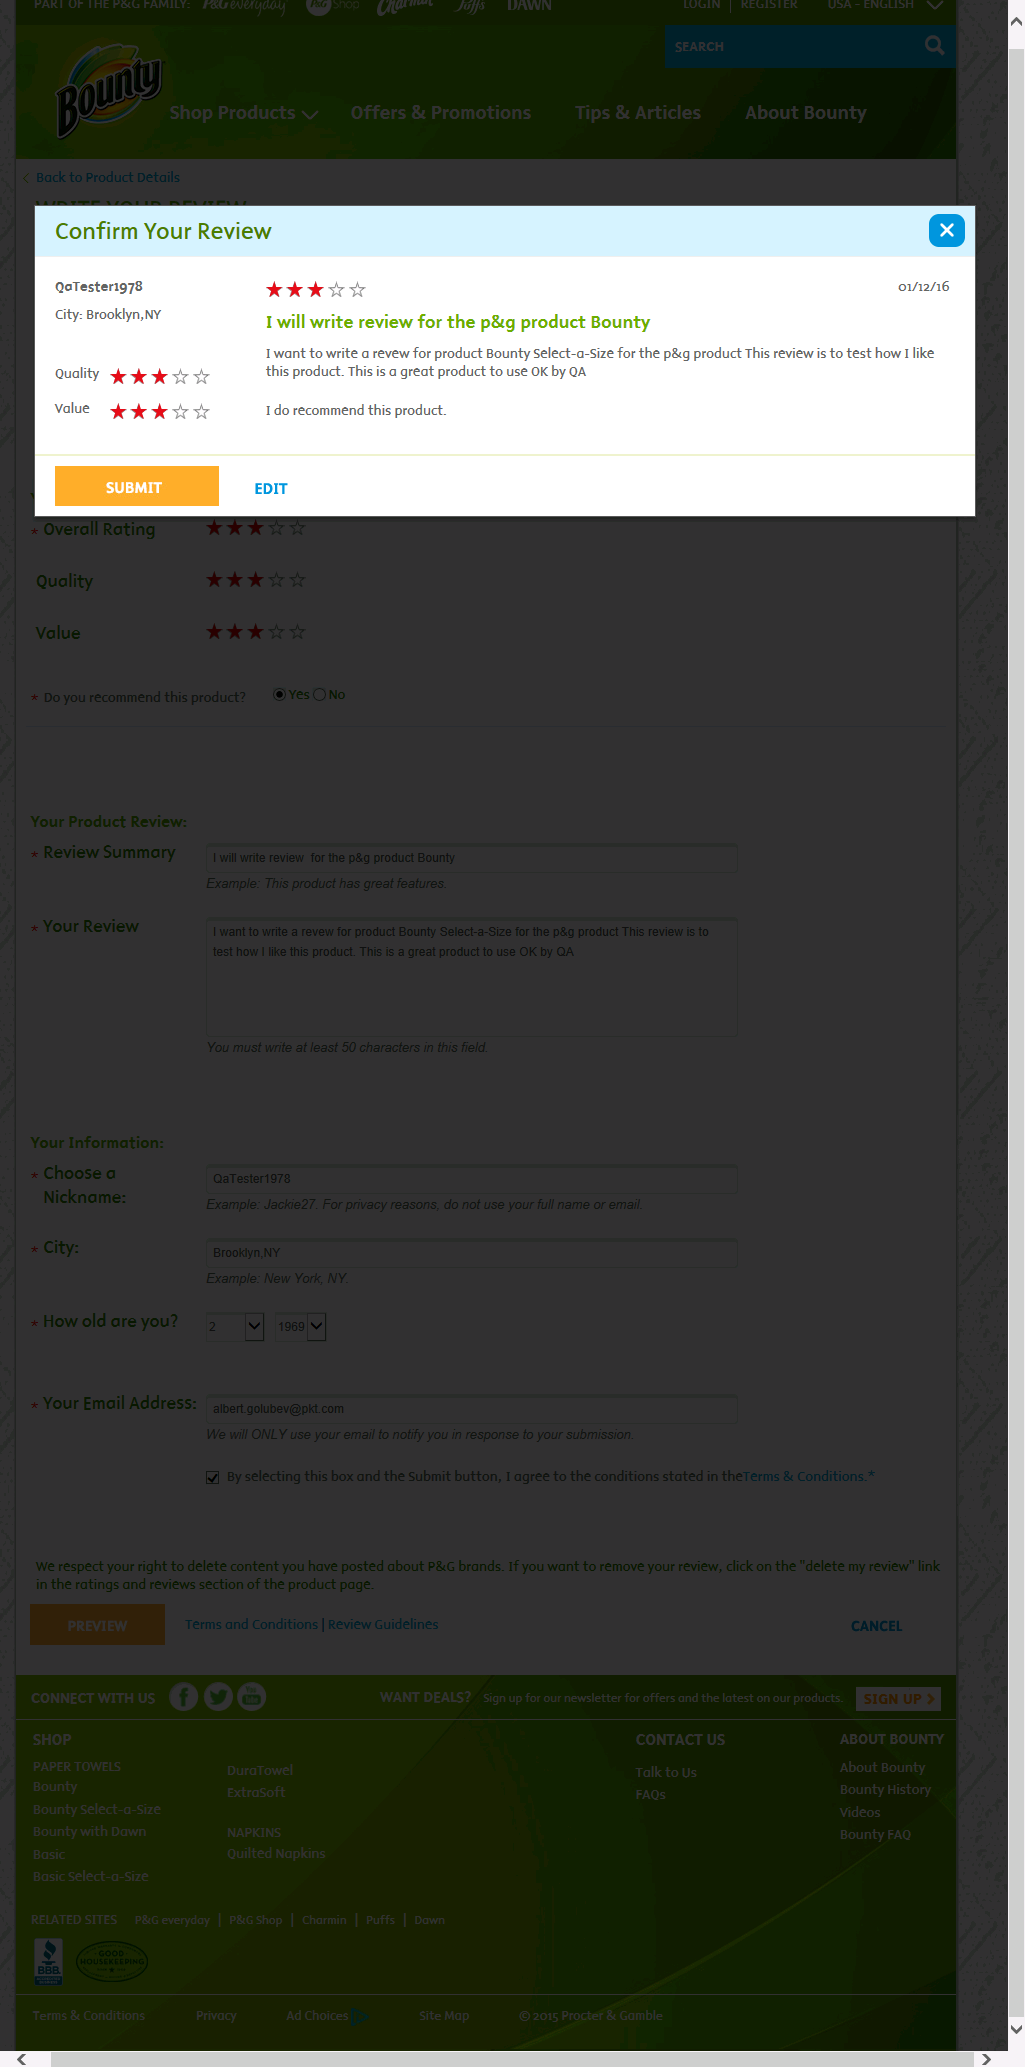 PART OF THE P&G FAMILY: P&G everyday P&G Shop Charmin Puffs DAWN LOGIN | REGISTER USA - ENGLISH
SEARCH
Bounty
Shop Products Offers & Promotions Tips & Articles About Bounty
< Back to Product Details
WRITE YOUR REVIEW
Confirm Your Review
QaTester1978
01/12/16
City: Brooklyn,NY
I will write review for the p&g product Bounty
I want to write a revew for product Bounty Select-a-Size for the p&g product This review is to test how I like
this product. This is a great product to use OK by QA
Quality
Value
I do recommend this product.
SUBMIT EDIT
* Overall Rating
Quality
Value
* Do you recommend this product? Yes No
Your Product Review:
* Review Summary
I will write review for the p&g product Bounty
Example: This product has great features.
* Your Review
I want to write a revew for product Bounty Select-a-Size for the p&g product This review is to
test how I like this product. This is a great product to use OK by QA
You must write at least 50 characters in this field.
Your Information:
* Choose a
Nickname:
QaTester1978
Example: Jackie27. For privacy reasons, do not use your full name or email.
* City:
Brooklyn,NY
Example: New York, NY.
* How old are you? 2 1969
* Your Email Address:
albert.golubev@pkt.com
We will ONLY use your email to notify you in response to your submission.
By selecting this box and the Submit button, I agree to the conditions stated in theTerms & Conditions.*
We respect your right to delete content you have posted about P&G brands. If you want to remove your review, click on the "delete my review" link
in the ratings and reviews section of the product page.
PREVIEW Terms and Conditions | Review Guidelines CANCEL
CONNECT WITH US WANT DEALS? Sign up for our newsletter for offers and the latest on our products. SIGN UP >
SHOP
PAPER TOWELS
Bounty
Bounty Select-a-Size
Bounty with Dawn
Basic
Basic Select-a-Size
DuraTowel
ExtraSoft
NAPKINS
Quilted Napkins
CONTACT US
Talk to Us
FAQs
ABOUT BOUNTY
About Bounty
Bounty History
Videos
Bounty FAQ
RELATED SITES P&G everyday | P&G Shop | Charmin | Puffs | Dawn
BBB
GOOD
HOUSEKEEPING
Terms & Conditions Privacy Ad Choices Site Map © 2015 Procter & Gamble